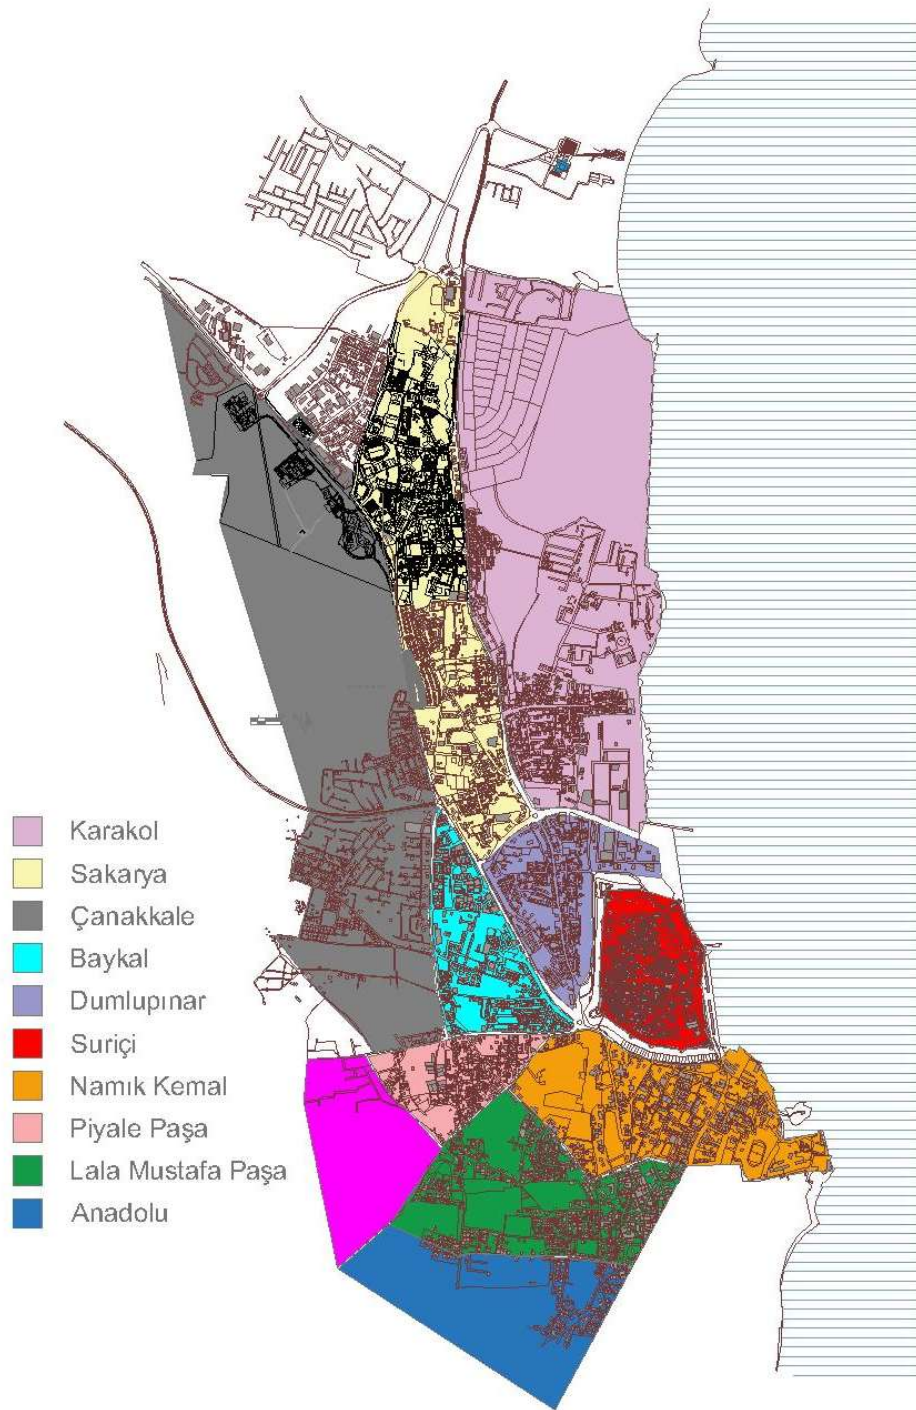 Karakol
Sakarya
Çanakkale
Baykal
Dumlupınar
Suriçi
Namık Kemal
Piyale Paşa
Lala Mustafa Paşa
Anadolu